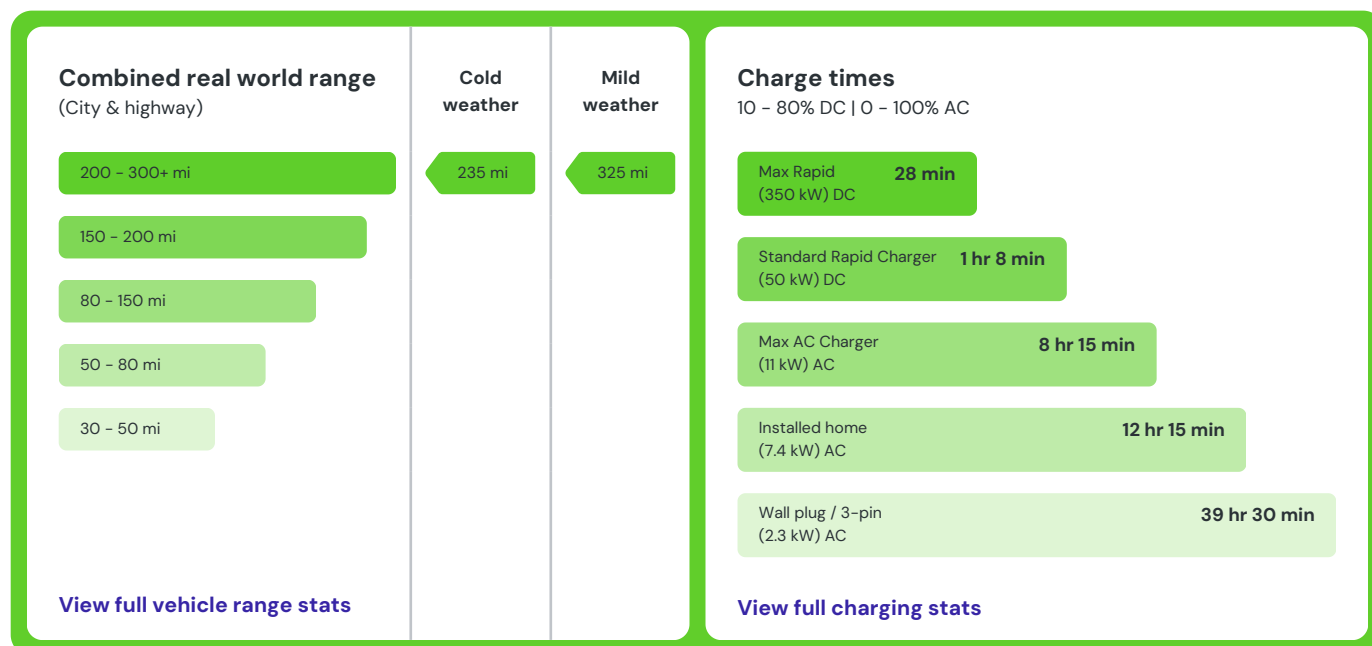 Combined real world range
(City & highway)
Cold
weather
Mild
weather
200 - 300+ mi
235 mi
325 mi
150 - 200 mi
80 - 150 mi
50 - 80 mi
30 - 50 mi
View full vehicle range stats
Charge times
10 - 80% DC | 0 - 100% AC
Max Rapid
(350 kW) DC
28 min
Standard Rapid Charger
(50 kW) DC
1 hr 8 min
Max AC Charger
(11 kW) AC
8 hr 15 min
Installed home
(7.4 kW) AC
12 hr 15 min
Wall plug / 3-pin
(2.3 kW) AC
39 hr 30 min
View full charging stats